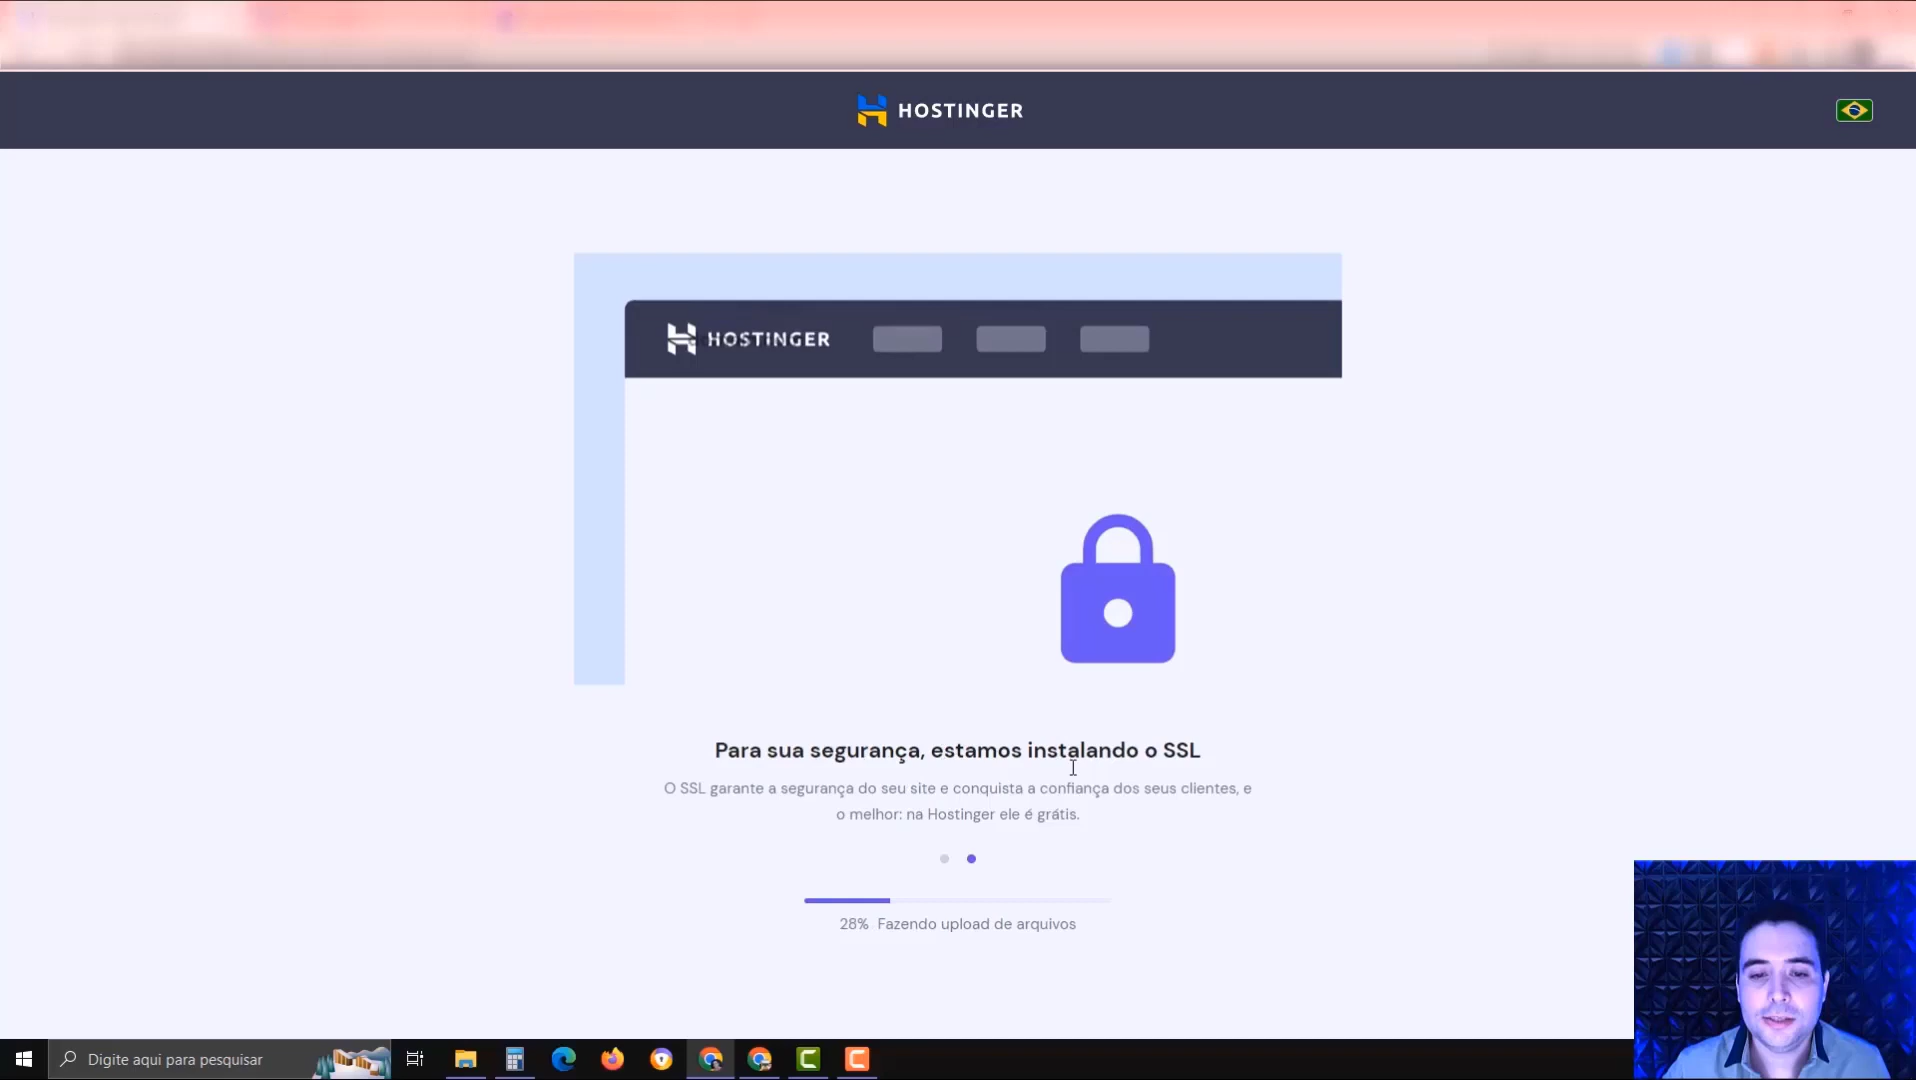 HOSTINGER
HOSTINGER
Para sua segurança, estamos instalando o SSL
O SSL garante a segurança do seu site e conquista a confiança dos seus clientes, e
o melhor: na Hostinger ele é grátis.
28% Fazendo upload de arquivos
Digite aqui para pesquisar